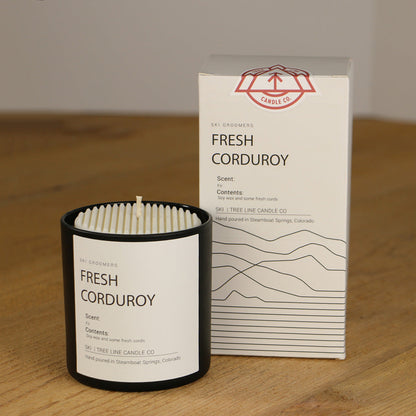 CANDLE CO.
SKI GROOMERS
FRESH
CORDUROY
Scent:
Contents:
Soy wax and some fresh cords
SKI | TREE LINE CANDLE CO
Hand poured in Steamboat Springs, Colorado
SKI GROOMERS
FRESH
CORDUROY
Scent:
Contents:
Soy wax and some fresh cords
SKI | TREE LINE CANDLE CO
Hand poured in Steamboat Springs, Colorado